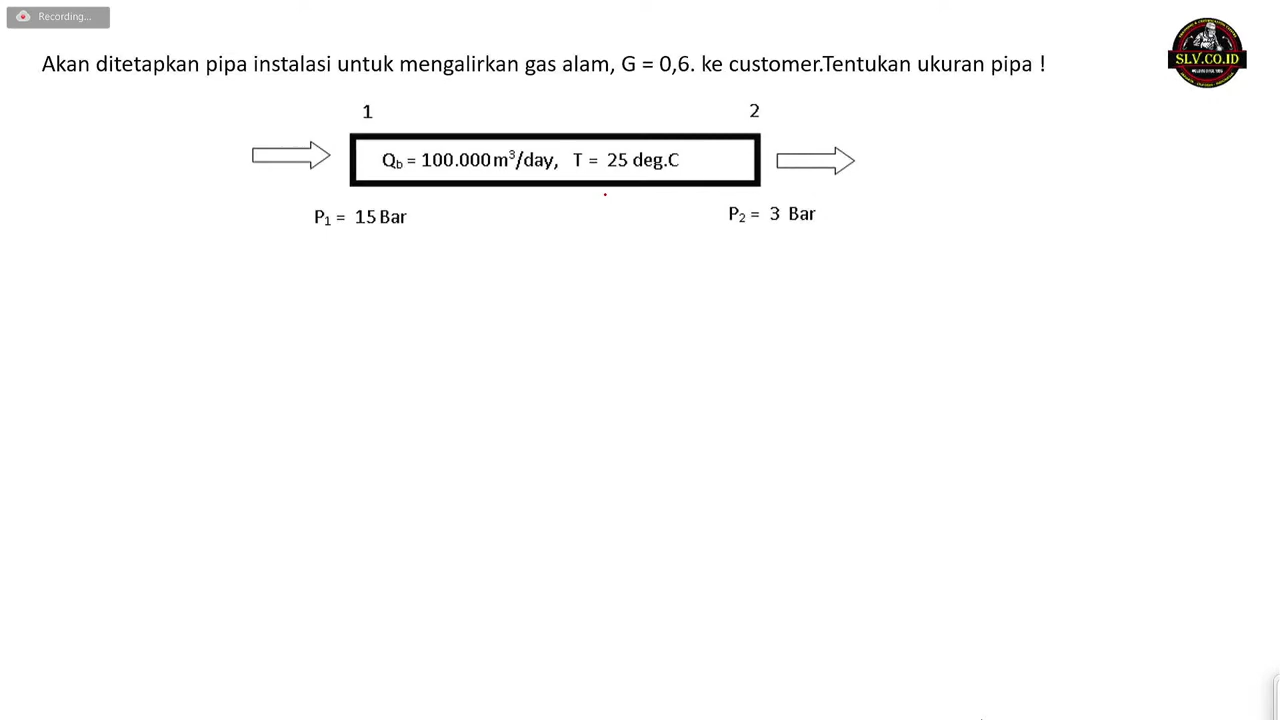 Recording...
Akan ditetapkan pipa instalasi untuk mengalirkan gas alam, G = 0,6. ke customer.Tentukan ukuran pipa !
SLV.CO.ID
1
2
Qb = 100.000 m³/day, T = 25 deg.C
P₁ = 15 Bar
P₂ = 3 Bar